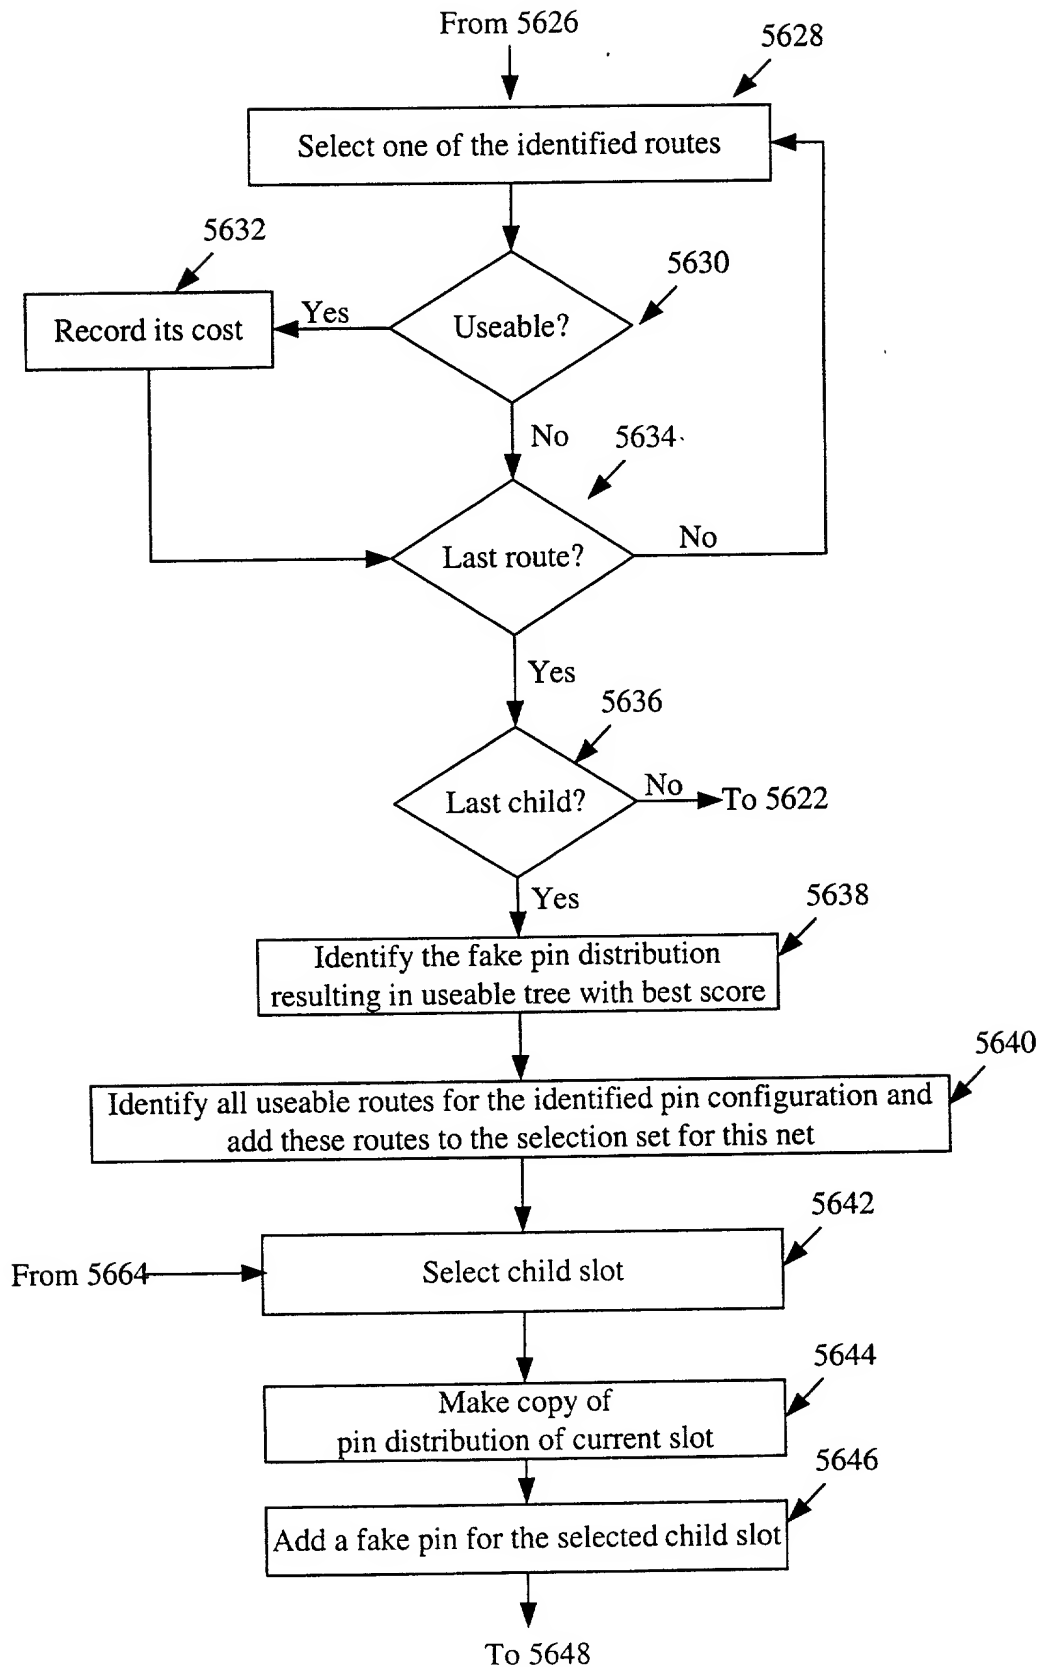 From 5626
5628
Select one of the identified routes
5632
5630
Record its cost
Yes
Useable?
No
5634
Last route?
No
Yes
5636
Last child?
No
To 5622
Yes
5638
Identify the fake pin distribution
resulting in useable tree with best score
5640
Identify all useable routes for the identified pin configuration and
add these routes to the selection set for this net
5642
From 5664
Select child slot
5644
Make copy of
pin distribution of current slot
5646
Add a fake pin for the selected child slot
To 5648